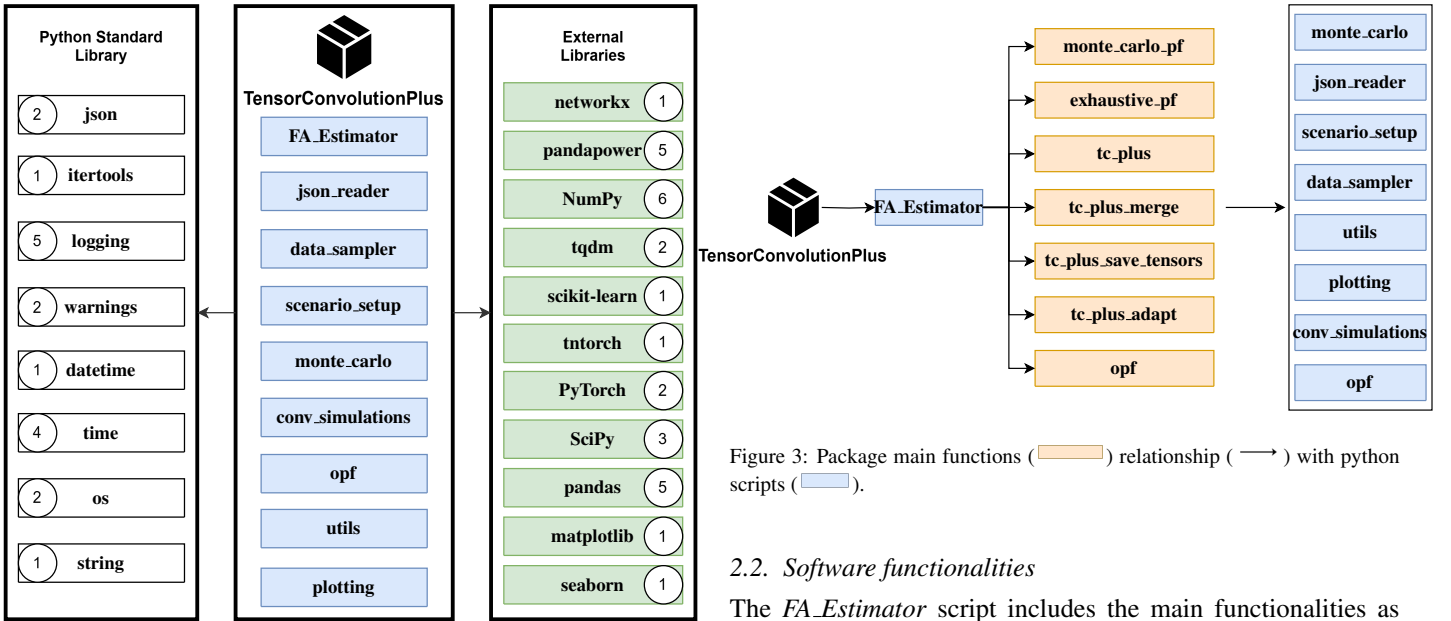 Python Standard
Library
2 json
1 itertools
5 logging
2 warnings
1 datetime
4 time
2 os
1 string
TensorConvolutionPlus
FA_Estimator
json_reader
data_sampler
scenario_setup
monte_carlo
conv_simulations
opf
utils
plotting
External
Libraries
networkx 1
pandapower 5
NumPy 6
tqdm 2
scikit-learn 1
tntorch 1
PyTorch 2
SciPy 3
pandas 5
matplotlib 1
seaborn 1
TensorConvolutionPlus
FA_Estimator
monte_carlo_pf
exhaustive_pf
tc_plus
tc_plus_merge
tc_plus_save_tensors
tc_plus_adapt
opf
monte_carlo
json_reader
scenario_setup
data_sampler
utils
plotting
conv_simulations
opf
Figure 3: Package main functions ( ) relationship ( ) with python
scripts ( ).
2.2. Software functionalities
The FA_Estimator script includes the main functionalities as